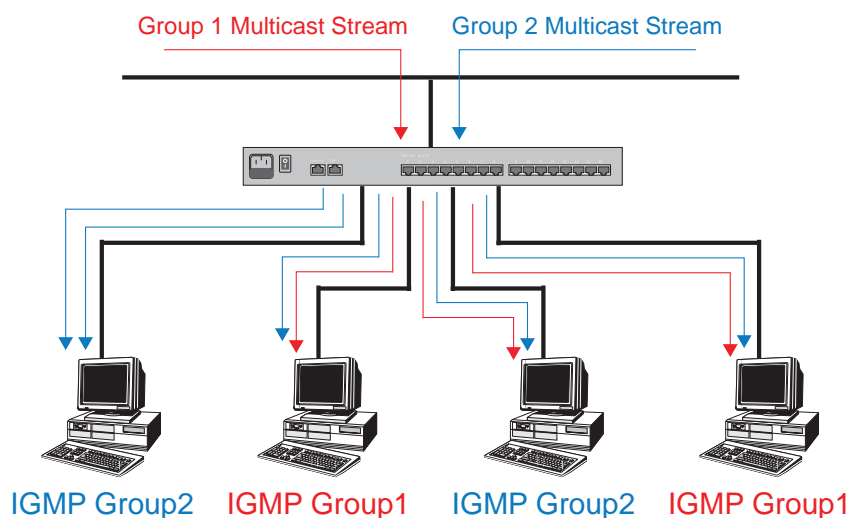 Group 1 Multicast Stream
Group 2 Multicast Stream
IGMP Group2
IGMP Group1
IGMP Group2
IGMP Group1